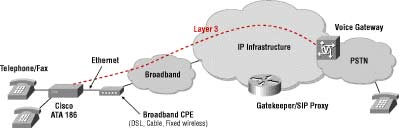 Layer 3
Voice Gateway
IP Infrastructure
Telephone/Fax
Ethernet
Broadband
PSTN
Cisco
ATA 186
Broadband CPE
(DSL, Cable, Fixed wireless)
Gatekeeper/SIP Proxy
V